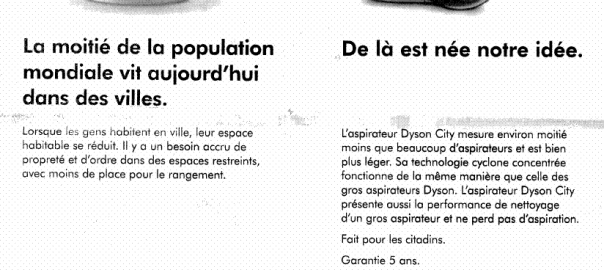 La moitié de la population
mondiale vit aujourd'hui
dans des villes.
Lorsque les gens habitent en ville, leur espace
habitable se réduit. Il y a un besoin accru de
propreté et d'ordre dans des espaces restreints,
avec moins de place pour le rangement.
De là est née notre idée.
L'aspirateur Dyson City mesure environ moitié
moins que beaucoup d'aspirateurs et est bien
plus léger. Sa technologie cyclone concentrée
fonctionne de la même manière que celle des
gros aspirateurs Dyson. L'aspirateur Dyson City
présente aussi la performance de nettoyage
d'un gros aspirateur et ne perd pas d'aspiration.
Fait pour les citadins.
Garantie 5 ans.